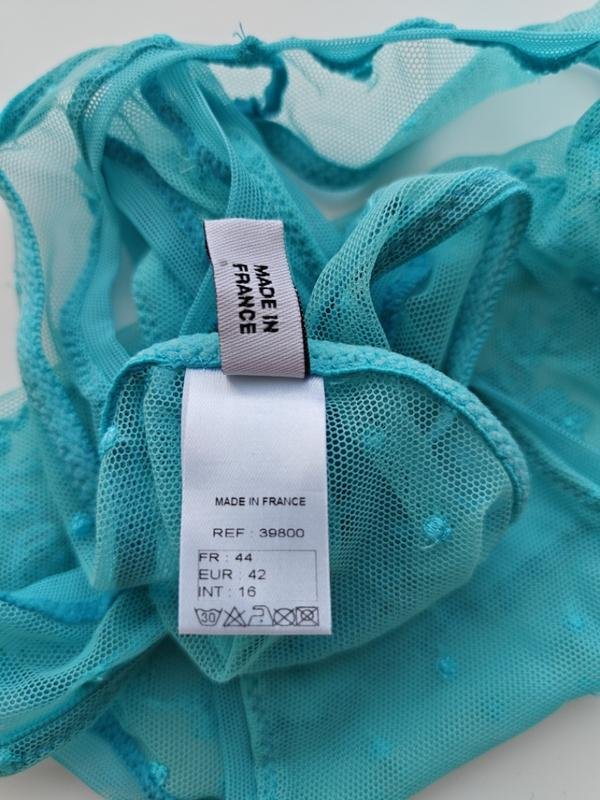 MADE IN
FRANCE
MADE IN FRANCE
REF : 39800
FR : 44
EUR : 42
INT : 16
30